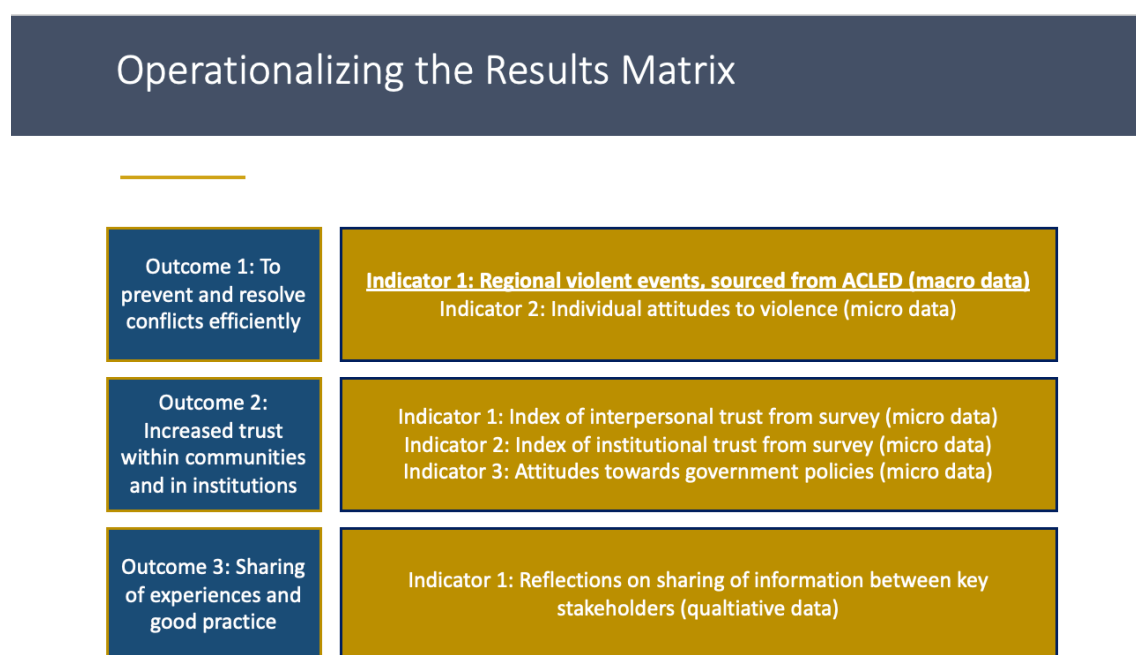 Operationalizing the Results Matrix
Outcome 1: To
prevent and resolve
conflicts efficiently
Indicator 1: Regional violent events, sourced from ACLED (macro data)
Indicator 2: Individual attitudes to violence (micro data)
Outcome 2:
Increased trust
within communities
and in institutions
Indicator 1: Index of interpersonal trust from survey (micro data)
Indicator 2: Index of institutional trust from survey (micro data)
Indicator 3: Attitudes towards government policies (micro data)
Outcome 3: Sharing
of experiences and
good practice
Indicator 1: Reflections on sharing of information between key
stakeholders (qualtiative data)